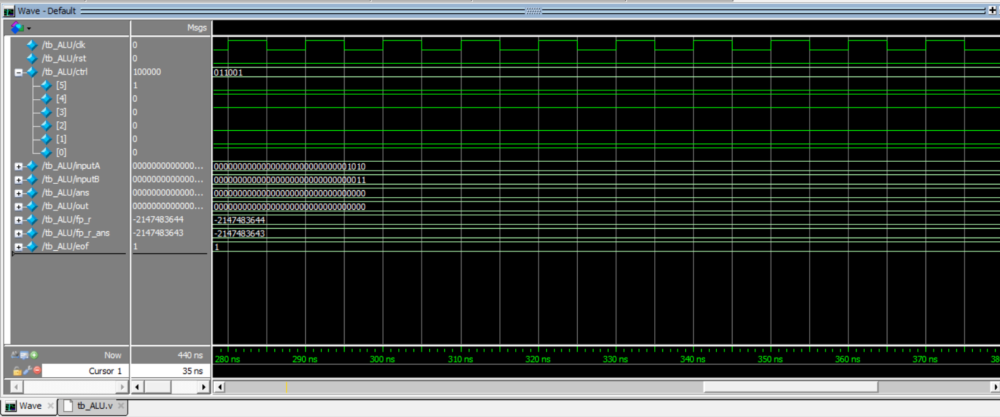 Wave - Default
Msgs
/tb_ALU/clk 0
/tb_ALU/rst 0
/tb_ALU/ctrl 100000 011001
[5] 1
[4] 0
[3] 0
[2] 0
[1] 0
[0] 0
/tb_ALU/inputA 0000000000000... 00000000000000000000000000001010
/tb_ALU/inputB 0000000000000... 00000000000000000000000000000011
/tb_ALU/ans 0000000000000... 00000000000000000000000000000000
/tb_ALU/out 0000000000000... 00000000000000000000000000000000
/tb_ALU/fp_r -2147483644 -2147483644
/tb_ALU/fp_r_ans -2147483643 -2147483643
/tb_ALU/eof 1 1
Now 440 ns 280 ns 290 ns 300 ns 310 ns 320 ns 330 ns 340 ns 350 ns 360 ns 370 ns 38
Cursor 1 35 ns
Wave tb_ALU.v